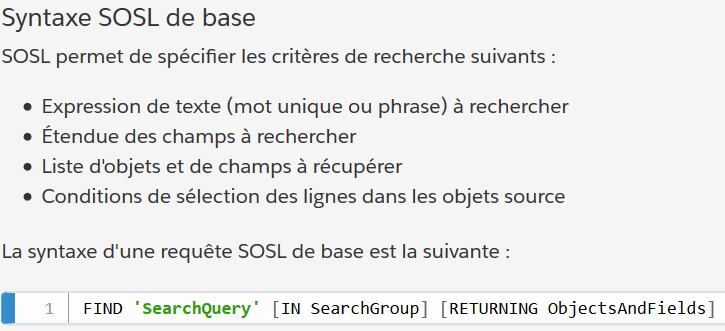 Syntaxe SOSL de base
SOSL permet de spécifier les critères de recherche suivants :
• Expression de texte (mot unique ou phrase) à rechercher
• Étendue des champs à rechercher
• Liste d'objets et de champs à récupérer
• Conditions de sélection des lignes dans les objets source
La syntaxe d'une requête SOSL de base est la suivante :
1 FIND 'SearchQuery' [IN SearchGroup] [RETURNING ObjectsAndFields]